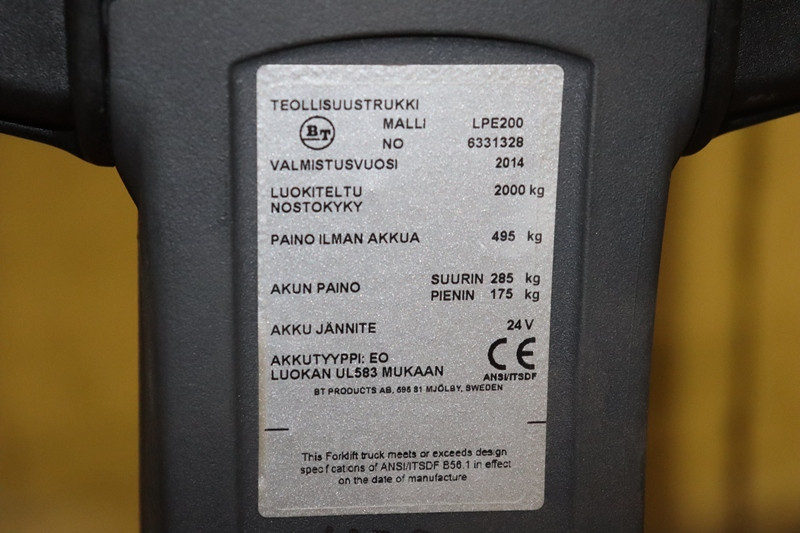 TEOLLISUUSTRUKKI
BT MALLI LPE200
NO 6331328
VALMISTUSVUOSI 2014
LUOKITELTU 2000 kg
NOSTOKYKY
PAINO ILMAN AKKUA 495 kg
AKUN PAINO SUURIN 285 kg
PIENIN 175 kg
AKKU JÄNNITE 24 V
AKKUTYYPPI: EO CE
LUOKAN UL583 MUKAAN ANSI/ITSDF
BT PRODUCTS AB, 596 81 MJÖLBY, SWEDEN
This Forklift truck meets or exceeds design
specifications of ANSI/ITSDF B56.1 in effect
on the date of manufacture